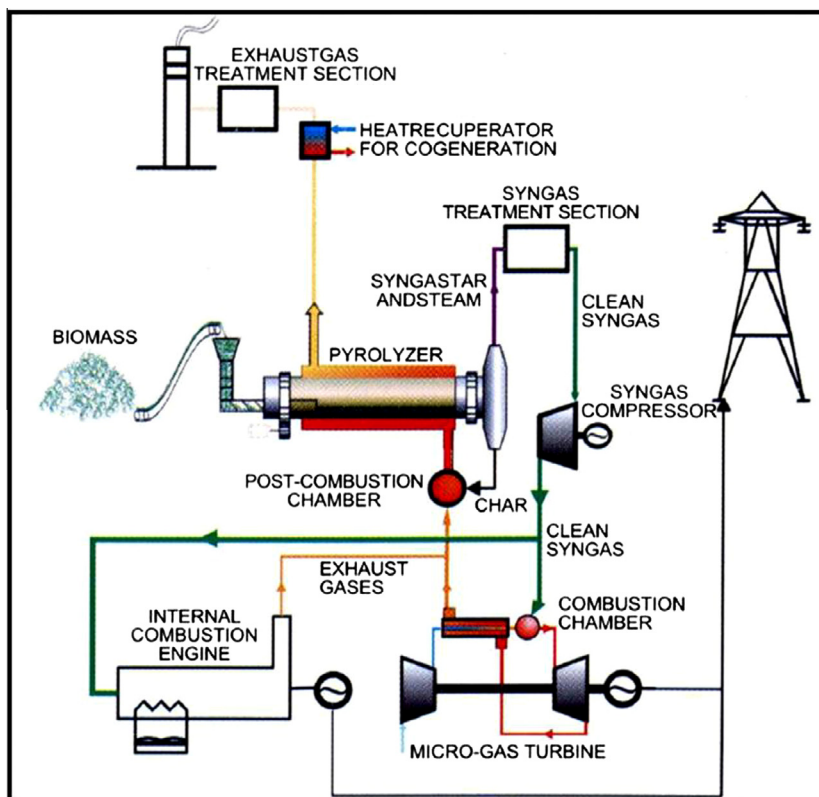 EXHAUSTGAS
TREATMENT SECTION
HEATRECUPERATOR
FOR COGENERATION
SYNGAS
TREATMENT SECTION
SYNGASTAR
ANDSTEAM
CLEAN
SYNGAS
BIOMASS
PYROLYZER
SYNGAS
COMPRESSOR
POST-COMBUSTION
CHAMBER
CHAR
CLEAN
SYNGAS
EXHAUST
GASES
INTERNAL
COMBUSTION
ENGINE
COMBUSTION
CHAMBER
MICRO-GAS TURBINE